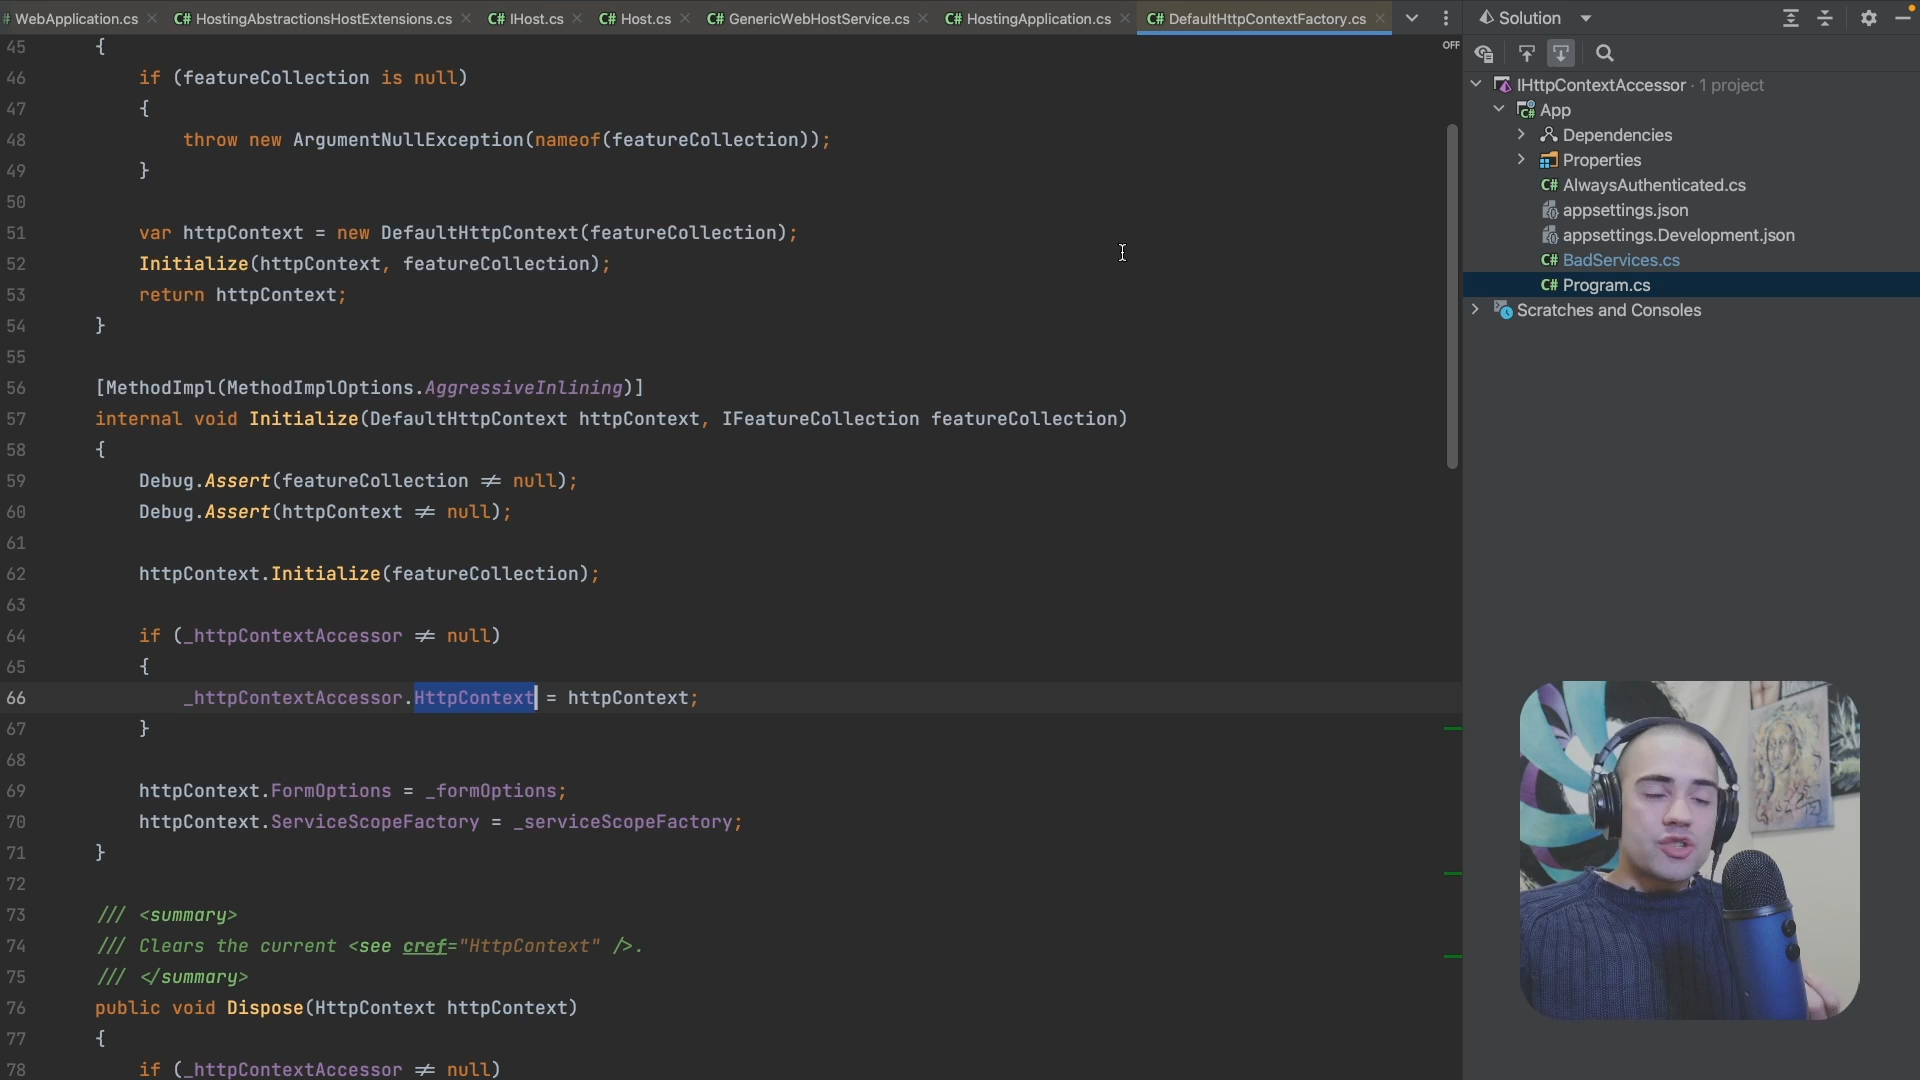 WebApplication.cs
C# HostingAbstractionsHostExtensions.cs
C# IHost.cs
C# Host.cs
C# GenericWebHostService.cs
C# HostingApplication.cs
C# DefaultHttpContextFactory.cs
OFF
45 {
46 if (featureCollection is null)
47 {
48 throw new ArgumentNullException(nameof(featureCollection));
49 }
50
51 var httpContext = new DefaultHttpContext(featureCollection);
52 Initialize(httpContext, featureCollection);
53 return httpContext;
54 }
55
56 [MethodImpl(MethodImplOptions.AggressiveInlining)]
57 internal void Initialize(DefaultHttpContext httpContext, IFeatureCollection featureCollection)
58 {
59 Debug.Assert(featureCollection ≠ null);
60 Debug.Assert(httpContext ≠ null);
61
62 httpContext.Initialize(featureCollection);
63
64 if (_httpContextAccessor ≠ null)
65 {
66 _httpContextAccessor.HttpContext = httpContext;
67 }
68
69 httpContext.FormOptions = _formOptions;
70 httpContext.ServiceScopeFactory = _serviceScopeFactory;
71 }
72
73 /// <summary>
74 /// Clears the current <see cref="HttpContext" />.
75 /// </summary>
76 public void Dispose(HttpContext httpContext)
77 {
78 if (_httpContextAccessor ≠ null)
Solution
IHttpContextAccessor · 1 project
C# App
Dependencies
Properties
C# AlwaysAuthenticated.cs
appsettings.json
appsettings.Development.json
C# BadServices.cs
C# Program.cs
Scratches and Consoles